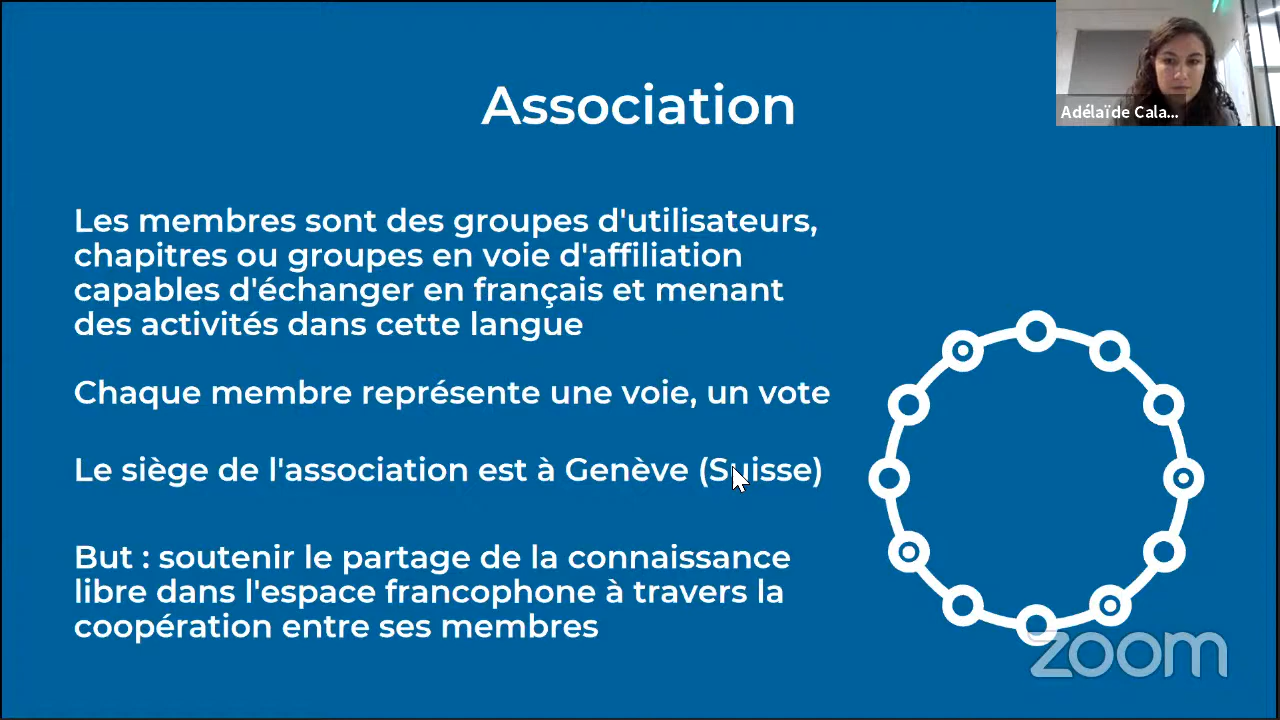 Association
Adélaïde Cala...
Les membres sont des groupes d'utilisateurs,
chapitres ou groupes en voie d'affiliation
capables d'échanger en français et menant
des activités dans cette langue
Chaque membre représente une voie, un vote
Le siège de l'association est à Genève (Suisse)
But : soutenir le partage de la connaissance
libre dans l'espace francophone à travers la
coopération entre ses membres
zoom